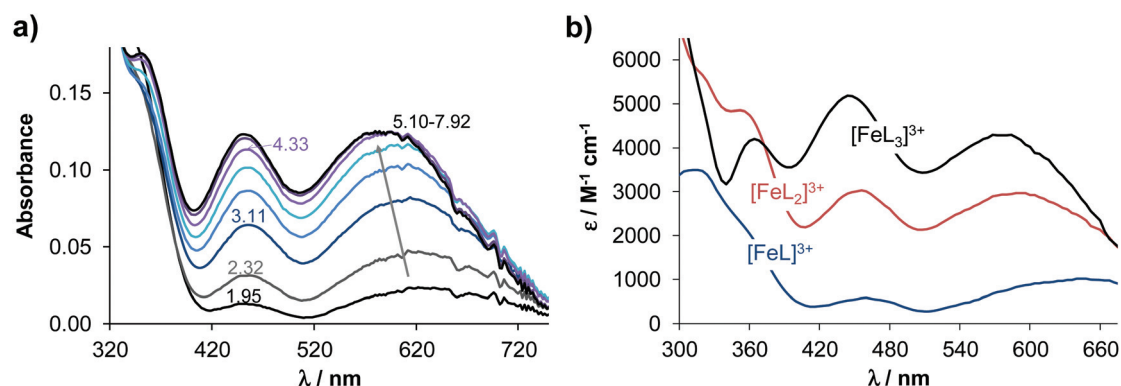 a)
Absorbance
0.15
0.10
0.05
0.00
4.33
3.11
2.32
1.95
5.10-7.92
320 420 520 620 720
λ / nm
b)
ε / M⁻¹ cm⁻¹
6000
5000
4000
3000
2000
1000
0
[FeL₃]³⁺
[FeL₂]³⁺
[FeL]³⁺
300 360 420 480 540 600 660
λ / nm